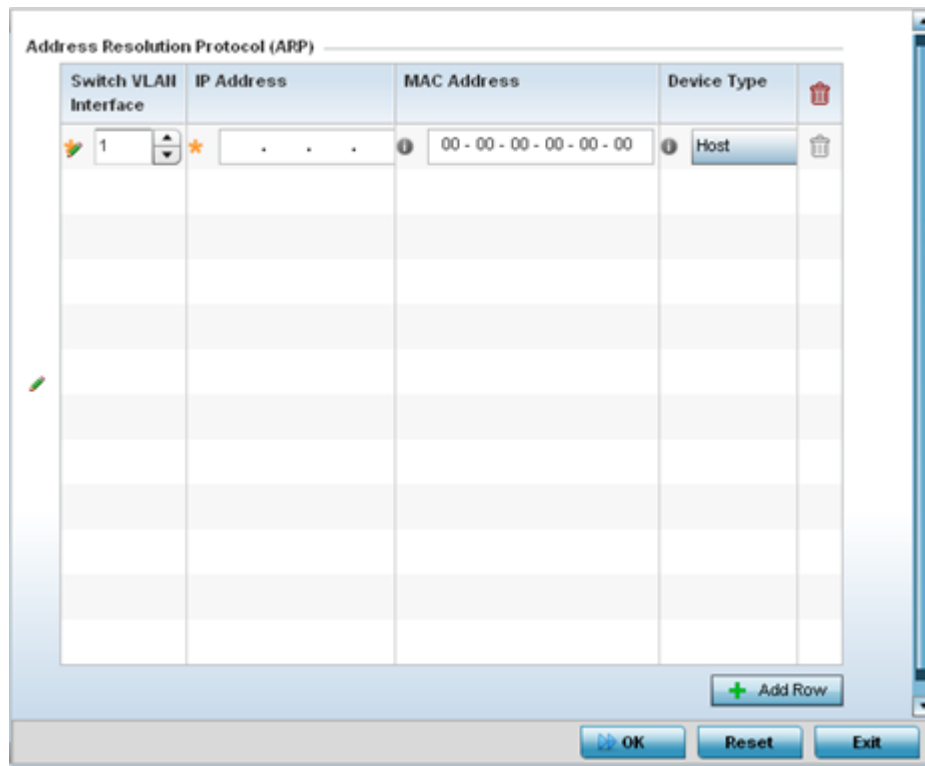 Address Resolution Protocol (ARP)
Switch VLAN Interface
IP Address
MAC Address
Device Type
1
. . .
00 - 00 - 00 - 00 - 00 - 00
Host
Add Row
OK
Reset
Exit